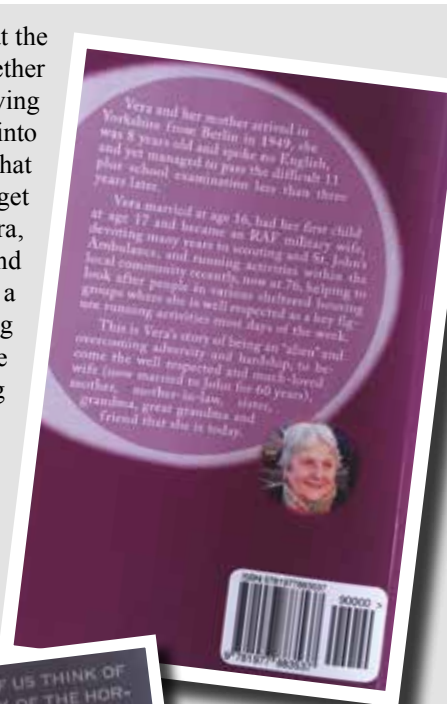 t the
ether
ving
into
hat
get
ra,
nd
a
g
e
g
Vera and her mother arrived in
Yorkshire from Berlin in 1949, she
was 8 years old and spoke no English,
and yet managed to pass the difficult 11
plus school examination less than three
years later.
Vera married at age 16, had her first child
at age 17 and became an RAF military wife,
devoting many years to scouting and St. John's
Ambulance, and running activities within the
local community recently, now at 76, helping to
look after people in various sheltered housing
groups where she is well respected as a key fig-
ure running activities most days of the week.
This is Vera's story of being an "alien" and
overcoming adversity and hardship, to be-
come the well respected and much-loved
wife (now married to John for 60 years),
mother, mother-in-law, sister,
grandma, great grandma and
friend that she is today.
90000 >
T US THINK OF
OF THE HOR-